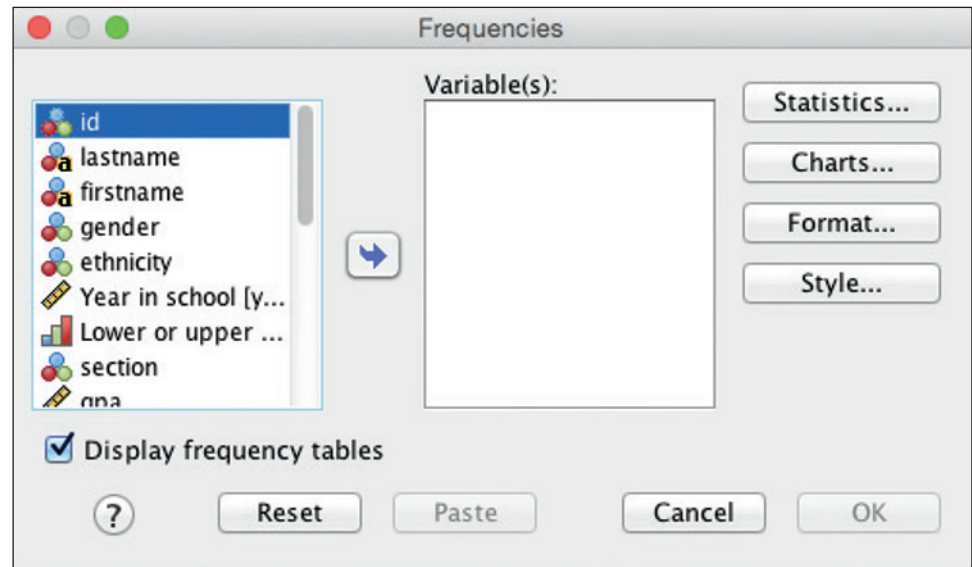 Frequencies
Variable(s):
id
lastname
firstname
gender
ethnicity
Year in school [y...
Lower or upper ...
section
gpa
Statistics...
Charts...
Format...
Style...
Display frequency tables
?
Reset
Paste
Cancel
OK